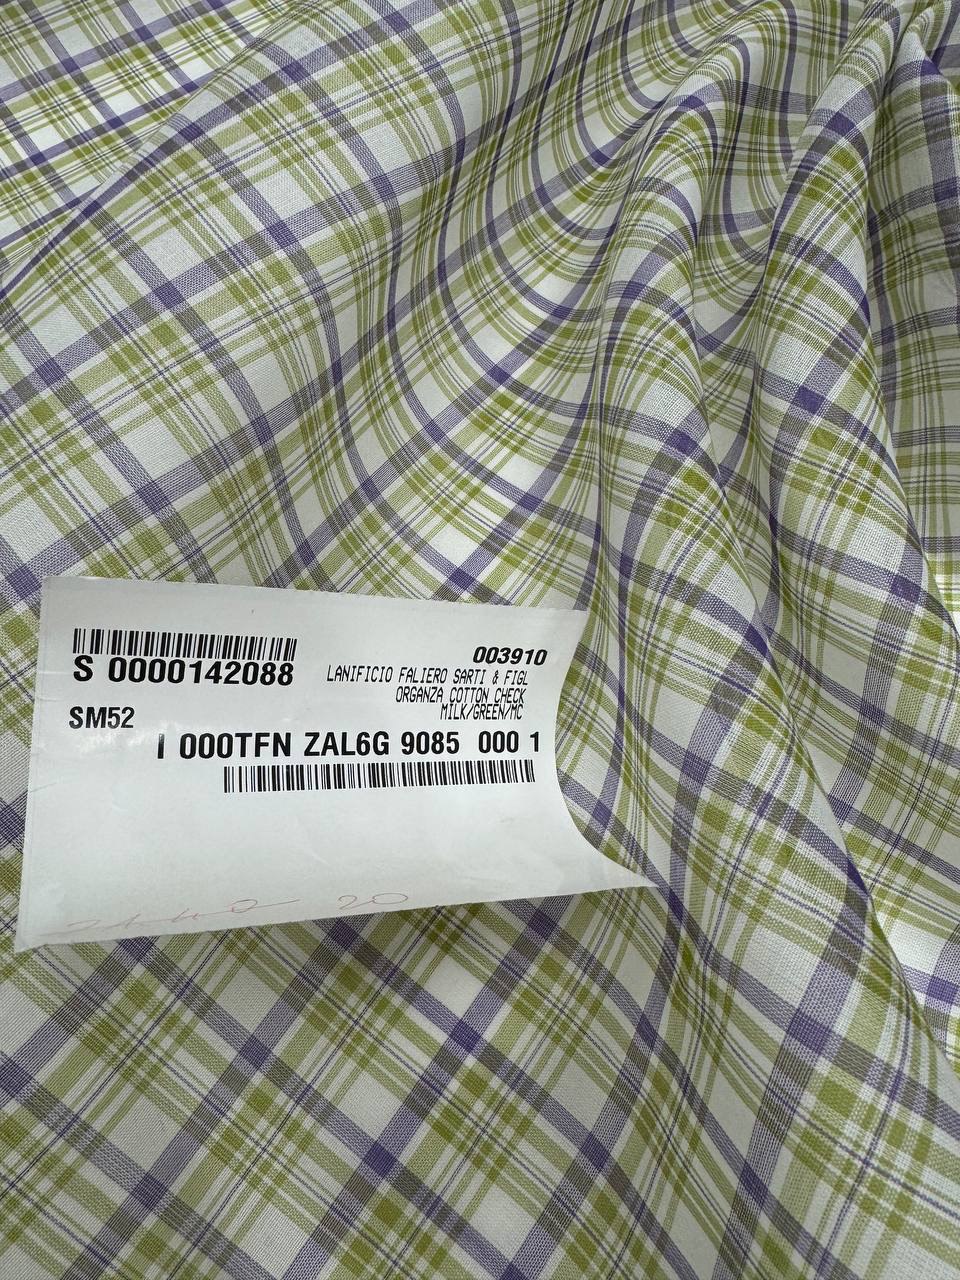 S 0000142088
003910
LANIFICIO FALIERO SARTI & FIGL
ORGANZA COTTON CHECK
MILK/GREEN/MC
SM52
I 000TFN ZAL6G 9085 000 1
20